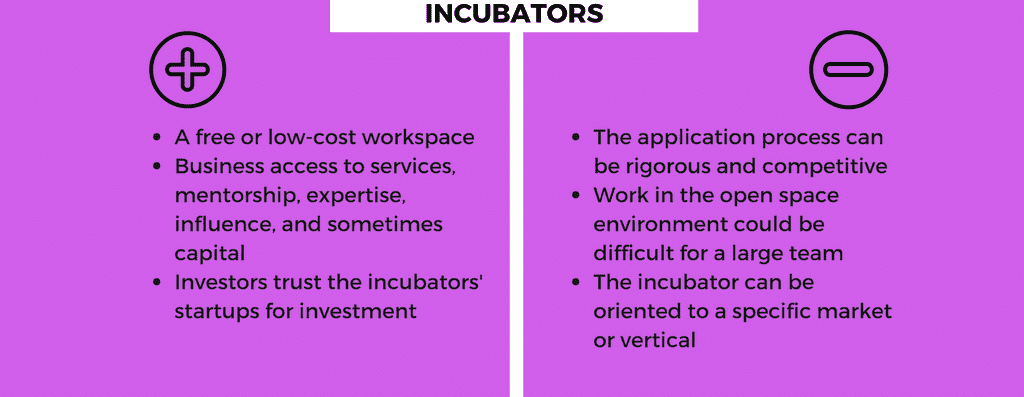 INCUBATORS
• A free or low-cost workspace
• Business access to services,
mentorship, expertise,
influence, and sometimes
capital
• Investors trust the incubators'
startups for investment
• The application process can
be rigorous and competitive
• Work in the open space
environment could be
difficult for a large team
• The incubator can be
oriented to a specific market
or vertical